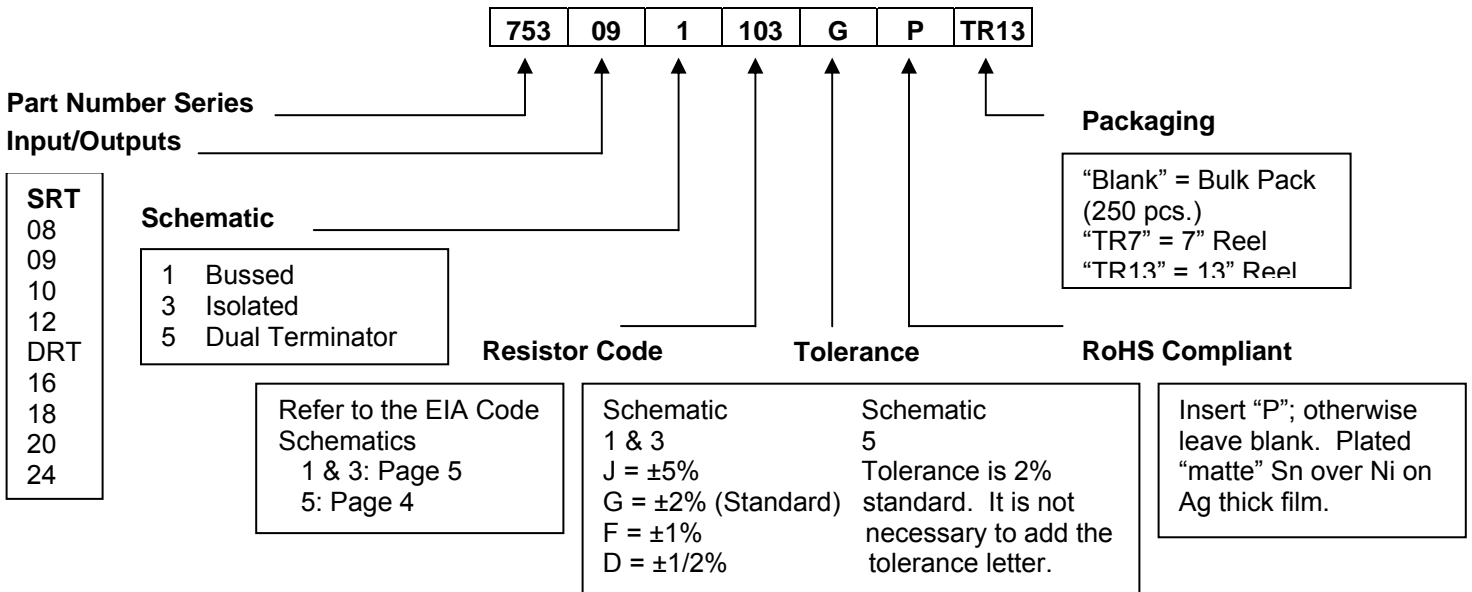 753 09 1 103 G P TR13
Part Number Series
Input/Outputs
SRT
08
09
10
12
DRT
16
18
20
24
Schematic
1 Bussed
3 Isolated
5 Dual Terminator
Packaging
“Blank” = Bulk Pack
(250 pcs.)
“TR7” = 7” Reel
“TR13” = 13” Reel
Resistor Code
Refer to the EIA Code
Schematics
1 & 3: Page 5
5: Page 4
Tolerance
Schematic
1 & 3
J = ±5%
G = ±2% (Standard)
F = ±1%
D = ±1/2%
Schematic
5
Tolerance is 2%
standard. It is not
necessary to add the
tolerance letter.
RoHS Compliant
Insert “P”; otherwise
leave blank. Plated
“matte” Sn over Ni on
Ag thick film.